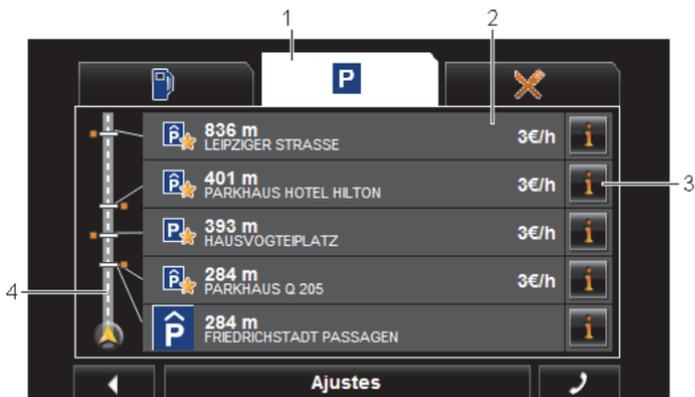 1
2
P
P 836 m
LEIPZIGER STRASSE
3€/h i
P 401 m
PARKHAUS HOTEL HILTON
3€/h i
3
P 393 m
HAUSVOGTEIPLATZ
3€/h i
P 284 m
PARKHAUS Q 205
3€/h i
4
P 284 m
FRIEDRICHSTADT PASSAGEN
i
Ajustes